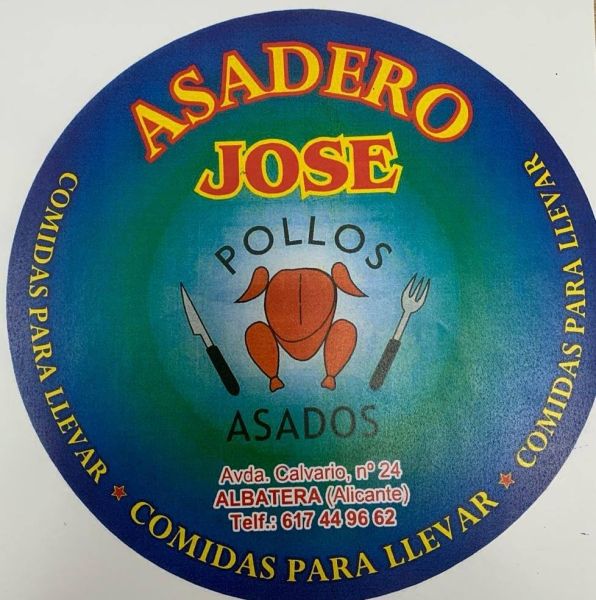 ASADERO
JOSE
POLLOS
ASADOS
Avda. Calvario, nº 24
ALBATERA (Alicante)
Telf.: 617 44 96 62
COMIDAS PARA LLEVAR
COMIDAS PARA LLEVAR
COMIDAS PARA LLEVAR